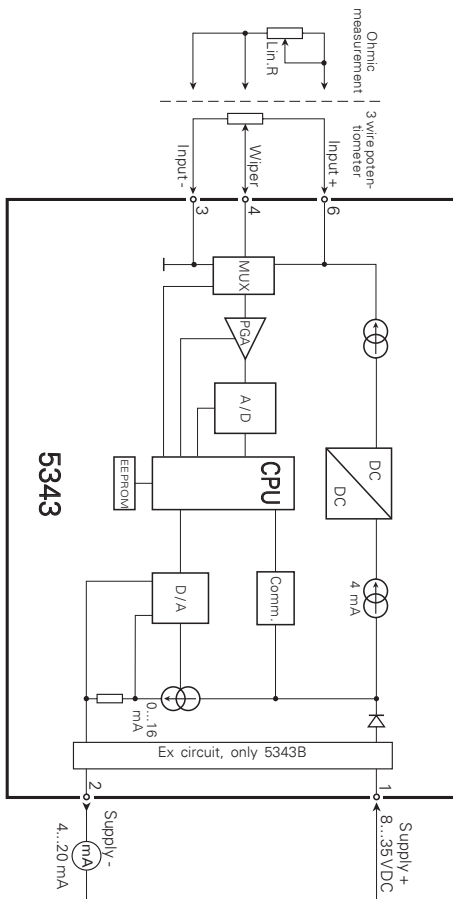 Ohmic
measurement
Lin.R
3 wire poten-
tiometer
Input -
Wiper
Input +
3
4
6
MUX
PGA
A/D
CPU
EEPROM
5343
DC
DC
4 mA
D/A
Comm.
0...16
mA
Ex circuit, only 5343B
2
1
Supply -
4...20 mA
mA
Supply +
8...35 VDC